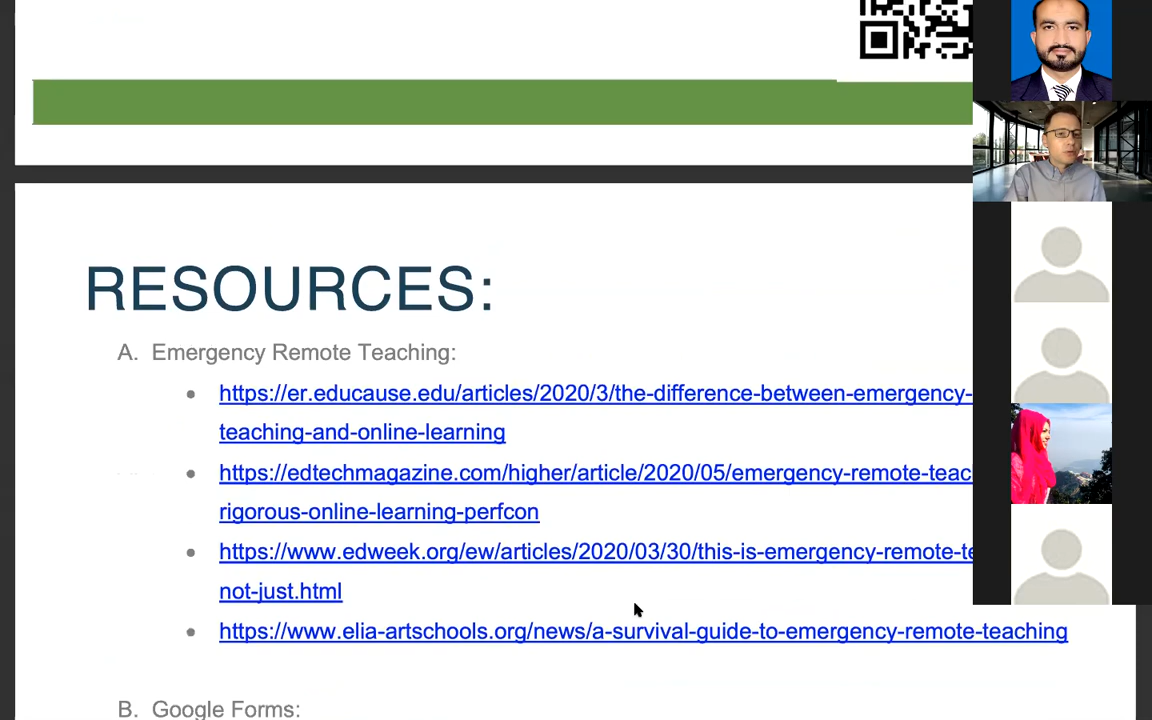 RESOURCES:
A. Emergency Remote Teaching:
https://er.educause.edu/articles/2020/3/the-difference-between-emergency-
teaching-and-online-learning
https://edtechmagazine.com/higher/article/2020/05/emergency-remote-teac
rigorous-online-learning-perfcon
https://www.edweek.org/ew/articles/2020/03/30/this-is-emergency-remote-te
not-just.html
https://www.elia-artschools.org/news/a-survival-guide-to-emergency-remote-teaching
B. Google Forms: